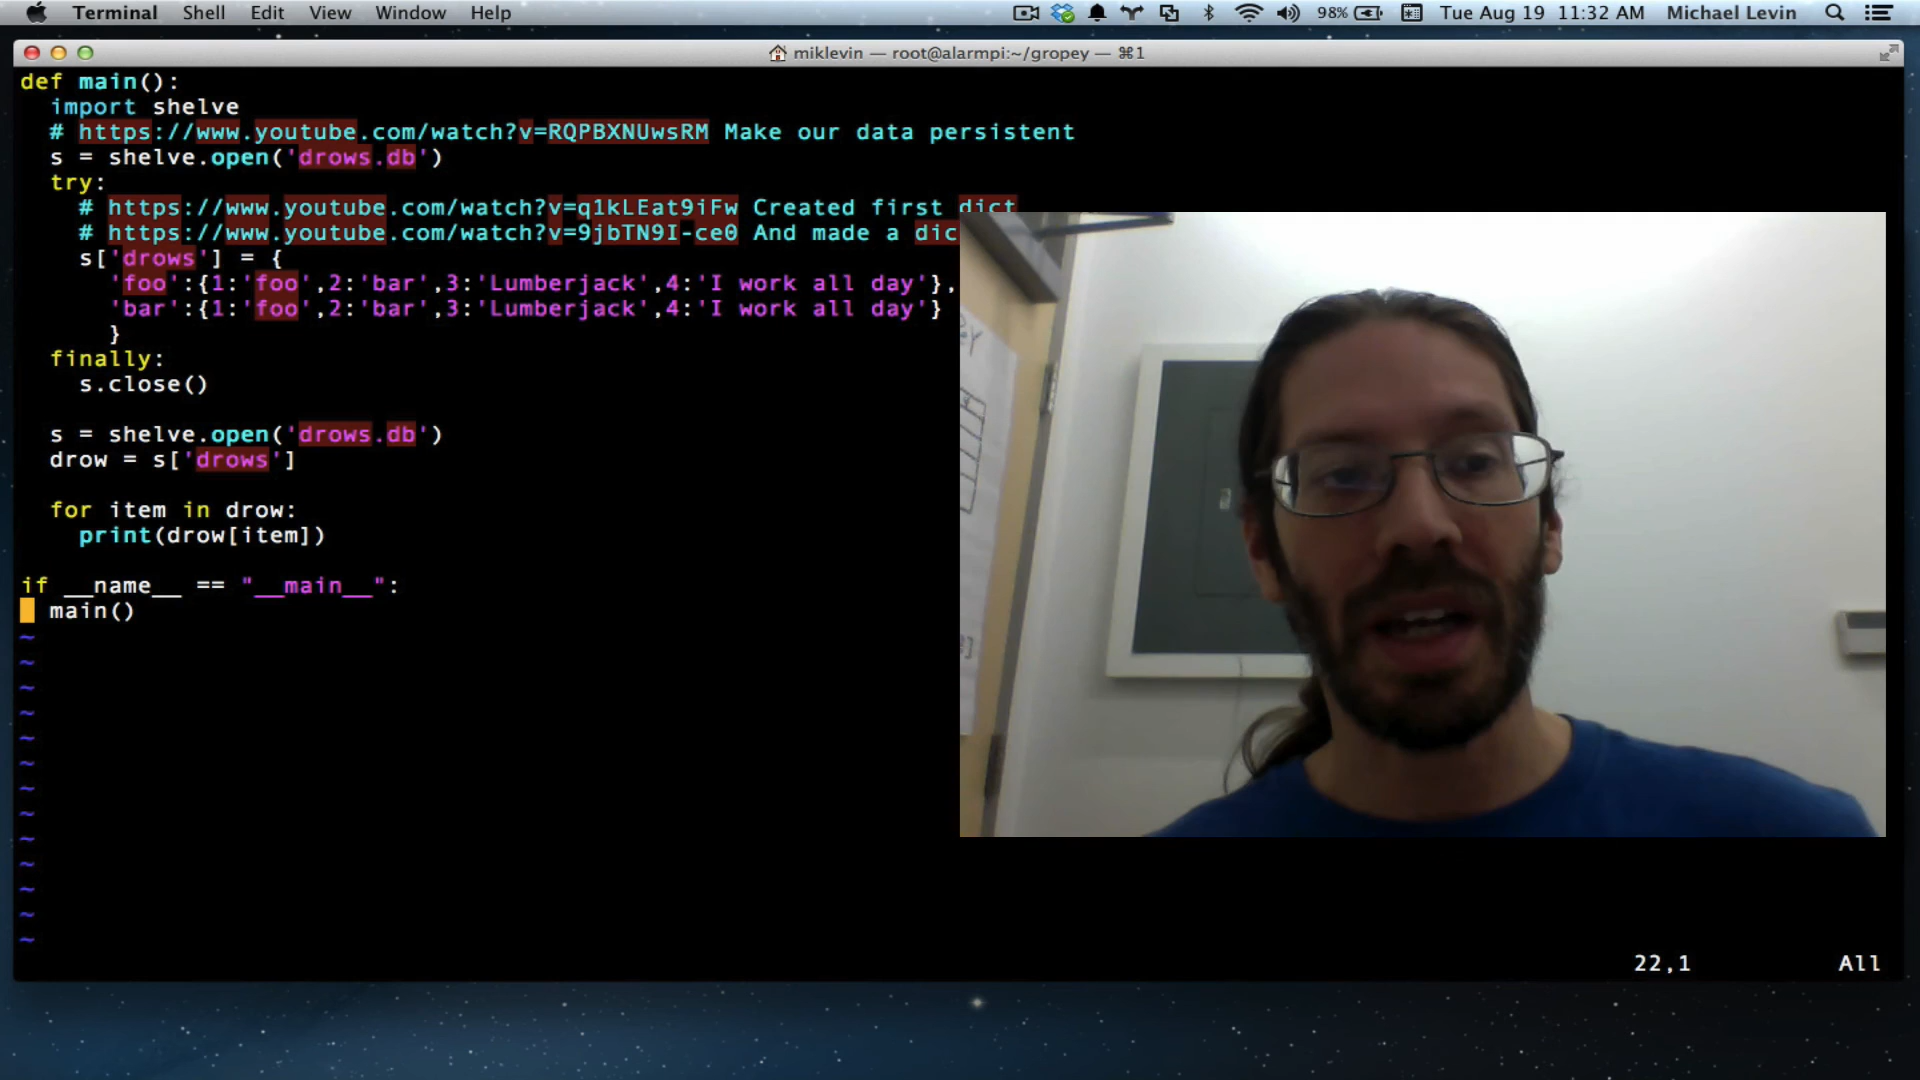 Terminal Shell Edit View Window Help 98% Tue Aug 19 11:32 AM Michael Levin
miklevin — root@alarmpi:~/gropey — ⌘1
def main():
  import shelve
  # https://www.youtube.com/watch?v=RQPBXNUwsRM Make our data persistent
  s = shelve.open('drows.db')
  try:
    # https://www.youtube.com/watch?v=q1kLEat9iFw Created first dict
    # https://www.youtube.com/watch?v=9jbTN9I-ce0 And made a dic
    s['drows'] = {
      'foo':{1:'foo',2:'bar',3:'Lumberjack',4:'I work all day'},
      'bar':{1:'foo',2:'bar',3:'Lumberjack',4:'I work all day'}
      }
  finally:
    s.close()
  s = shelve.open('drows.db')
  drow = s['drows']
  for item in drow:
    print(drow[item])
if __name__ == "__main__":
  main()
~
~
~
~
~
~
~
~
~
~
~
~
~
22,1 All